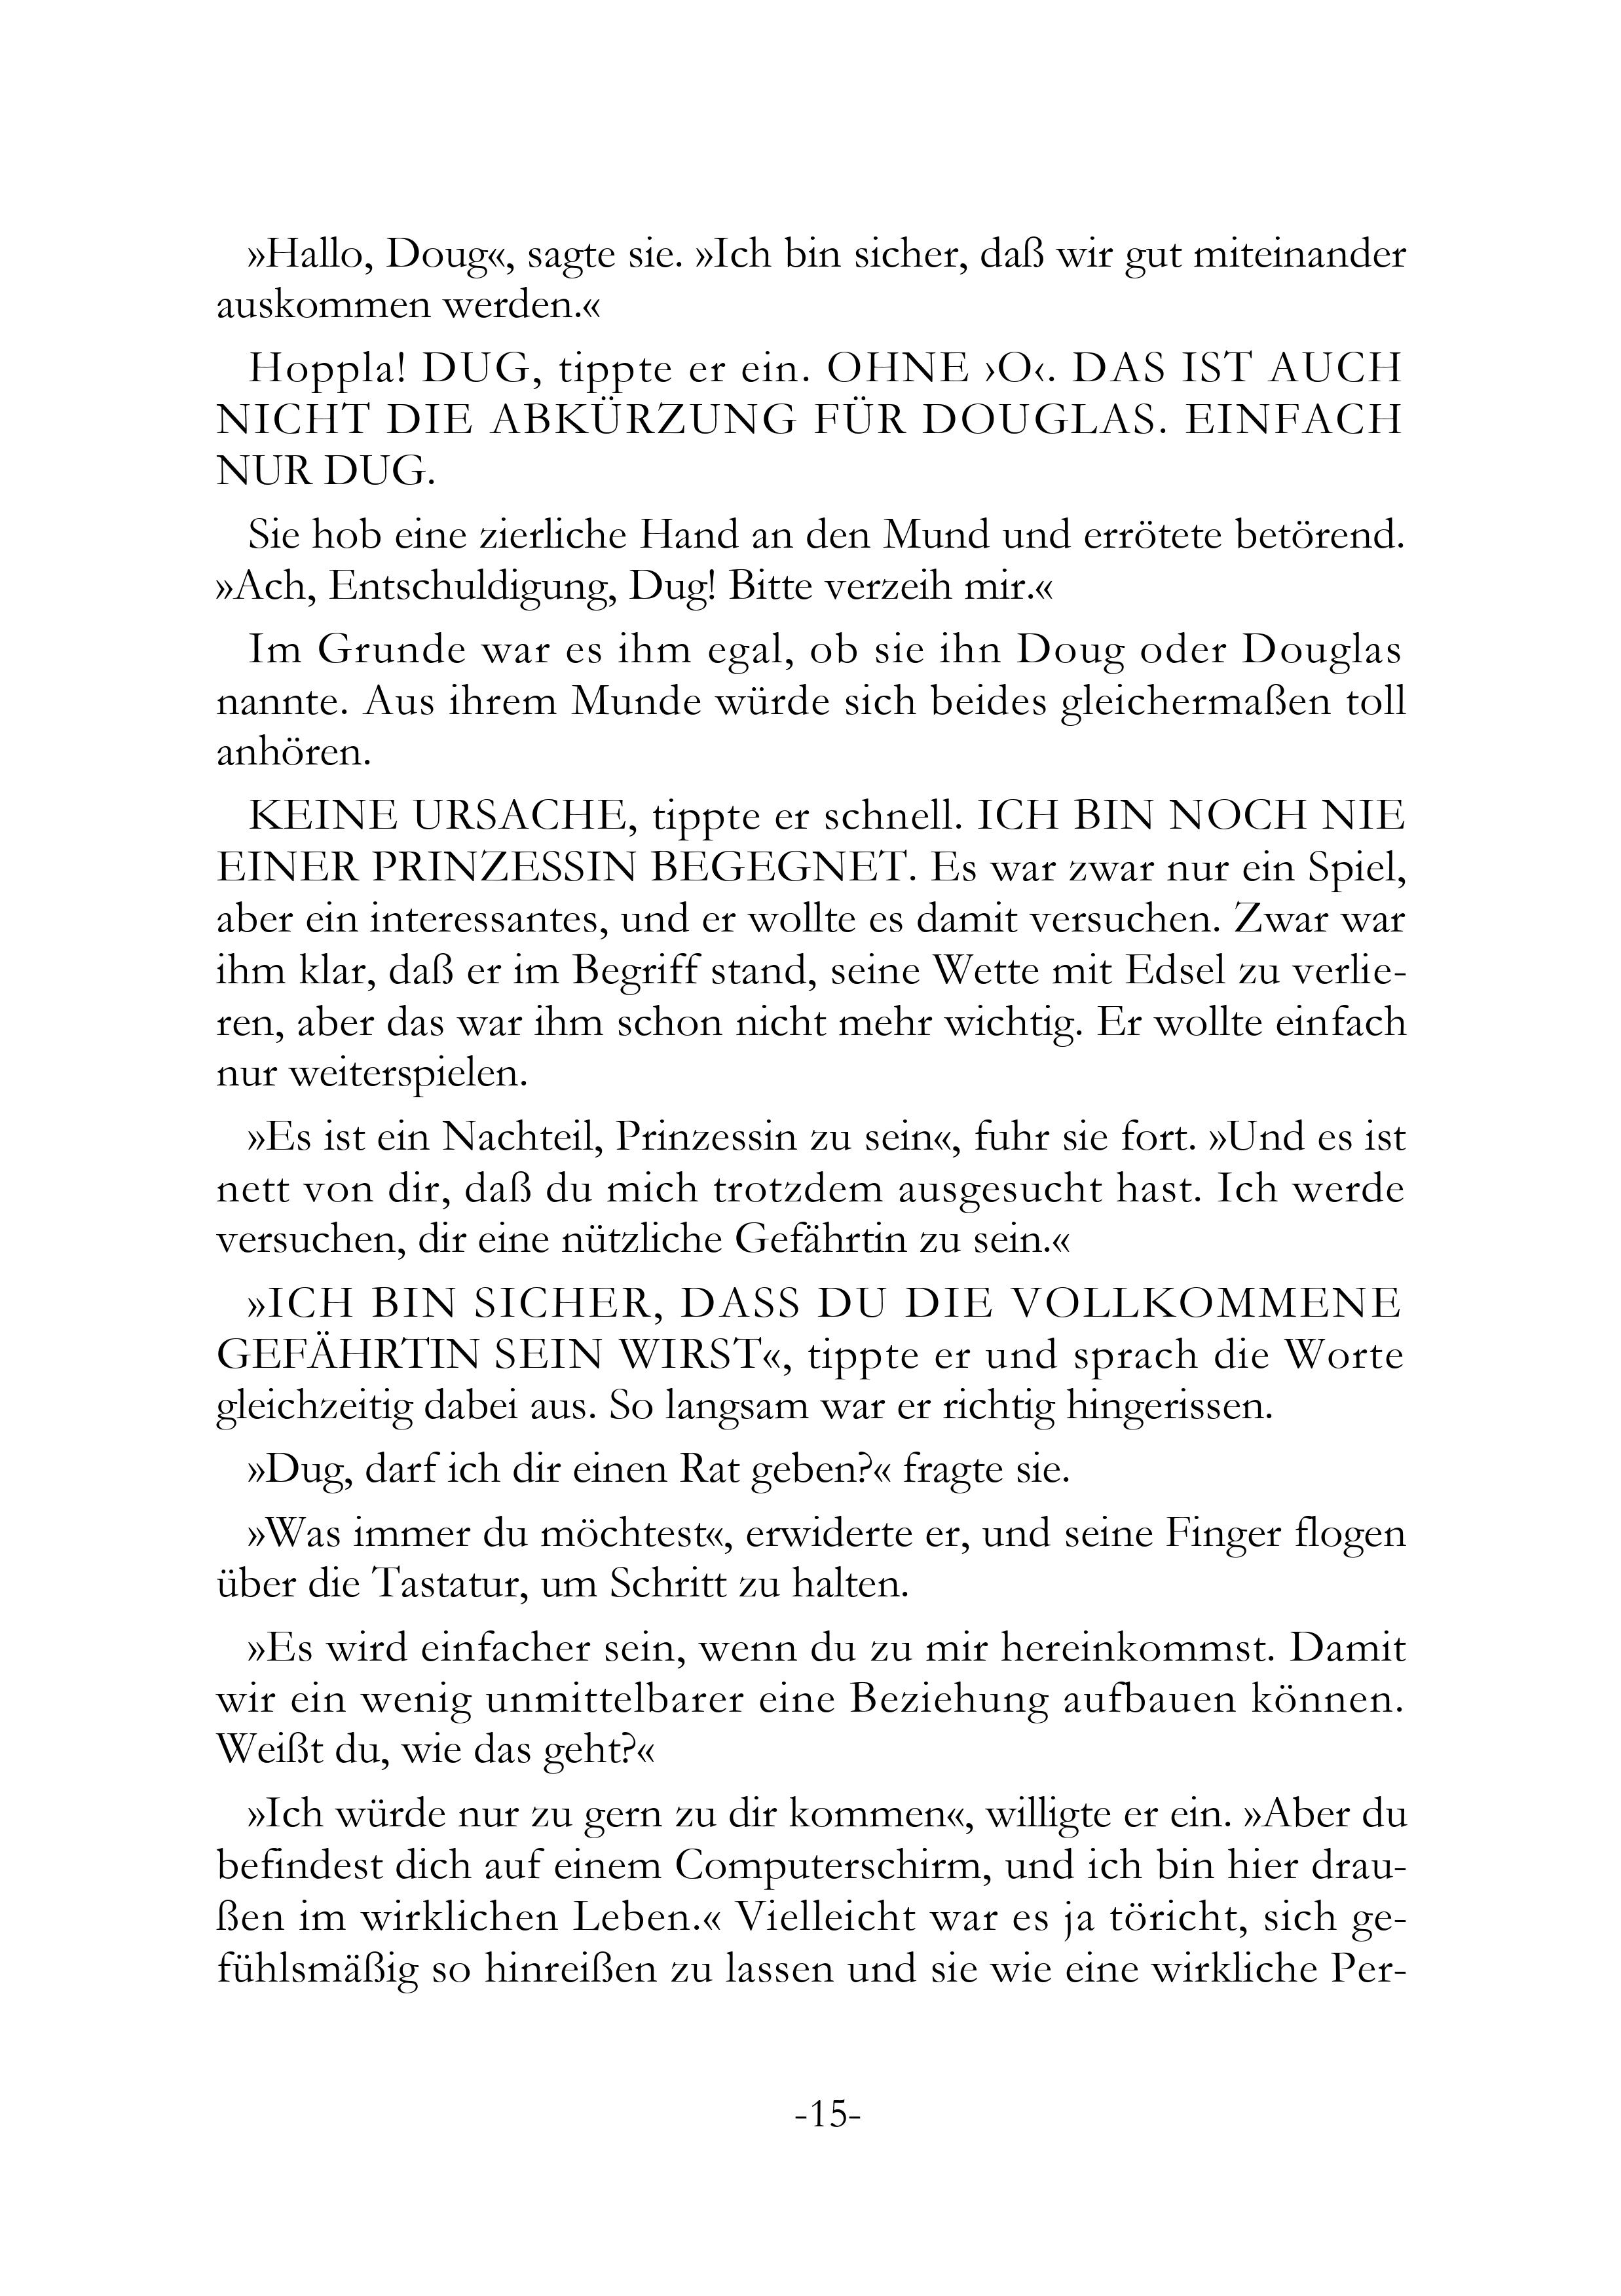 »Hallo, Doug«, sagte sie. »Ich bin sicher, daß wir gut miteinander
auskommen werden.«
Hoppla! DUG, tippte er ein. OHNE ›O‹. DAS IST AUCH
NICHT DIE ABKÜRZUNG FÜR DOUGLAS. EINFACH
NUR DUG.
Sie hob eine zierliche Hand an den Mund und errötete betörend.
»Ach, Entschuldigung, Dug! Bitte verzeih mir.«
Im Grunde war es ihm egal, ob sie ihn Doug oder Douglas
nannte. Aus ihrem Munde würde sich beides gleichermaßen toll
anhören.
KEINE URSACHE, tippte er schnell. ICH BIN NOCH NIE
EINER PRINZESSIN BEGEGNET. Es war zwar nur ein Spiel,
aber ein interessantes, und er wollte es damit versuchen. Zwar war
ihm klar, daß er im Begriff stand, seine Wette mit Edsel zu verlie-
ren, aber das war ihm schon nicht mehr wichtig. Er wollte einfach
nur weiterspielen.
»Es ist ein Nachteil, Prinzessin zu sein«, fuhr sie fort. »Und es ist
nett von dir, daß du mich trotzdem ausgesucht hast. Ich werde
versuchen, dir eine nützliche Gefährtin zu sein.«
»ICH BIN SICHER, DASS DU DIE VOLLKOMMENE
GEFÄHRTIN SEIN WIRST«, tippte er und sprach die Worte
gleichzeitig dabei aus. So langsam war er richtig hingerissen.
»Dug, darf ich dir einen Rat geben?« fragte sie.
»Was immer du möchtest«, erwiderte er, und seine Finger flogen
über die Tastatur, um Schritt zu halten.
»Es wird einfacher sein, wenn du zu mir hereinkommst. Damit
wir ein wenig unmittelbarer eine Beziehung aufbauen können.
Weißt du, wie das geht?«
»Ich würde nur zu gern zu dir kommen«, willigte er ein. »Aber du
befindest dich auf einem Computerschirm, und ich bin hier drau-
ßen im wirklichen Leben.« Vielleicht war es ja töricht, sich ge-
fühlsmäßig so hinreißen zu lassen und sie wie eine wirkliche Per-
-15-